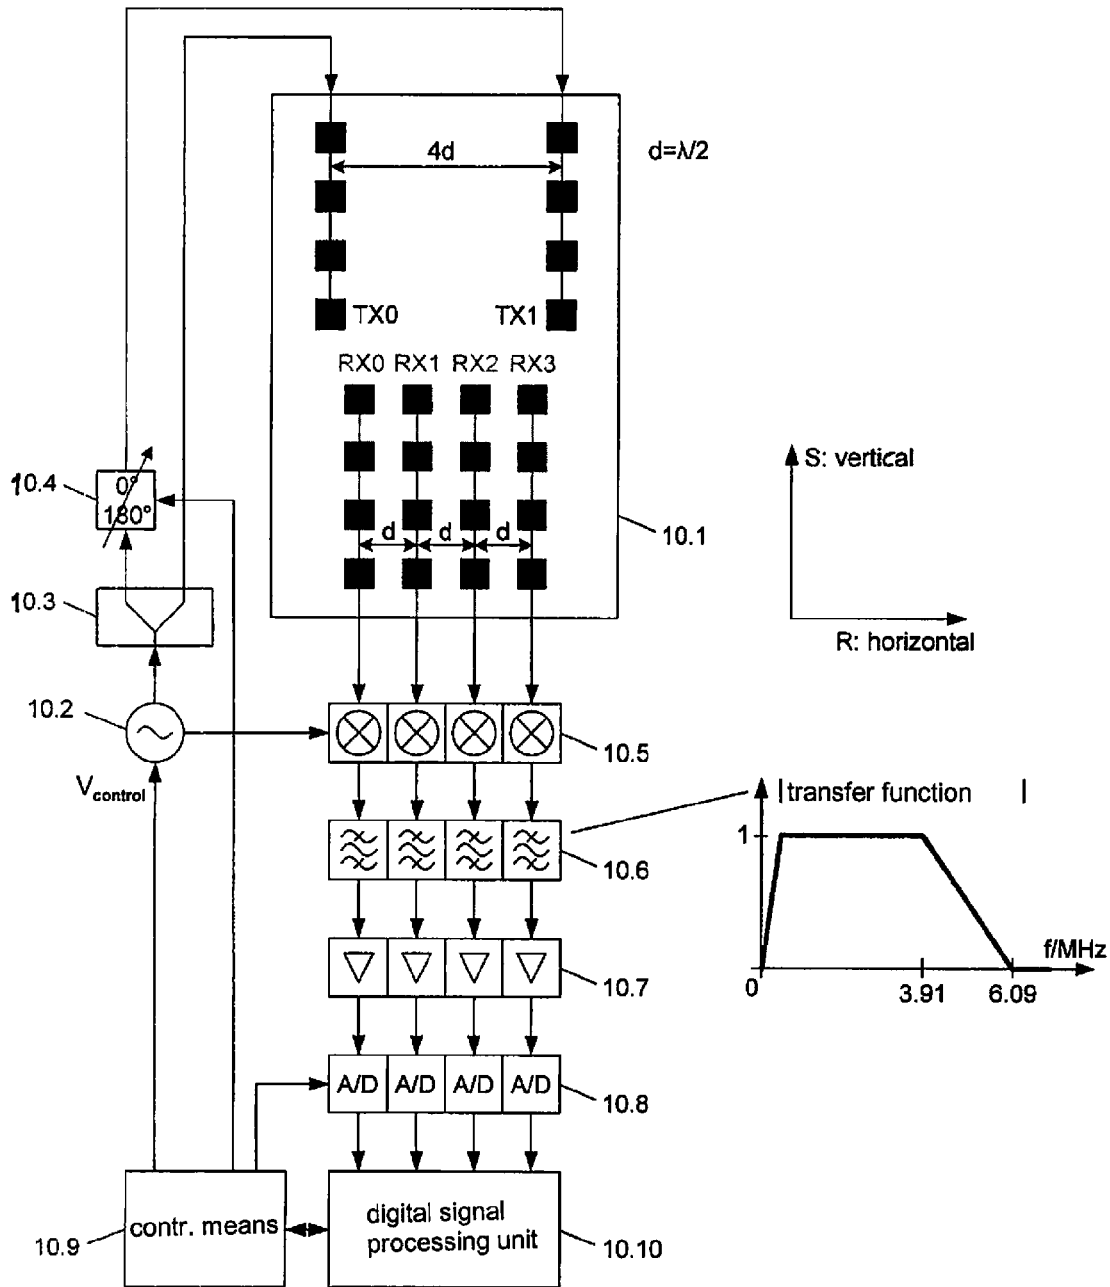 4d
d=λ/2
TX0 TX1
RX0 RX1 RX2 RX3
10.4
0°
180°
S: vertical
d d d
10.1
10.3
R: horizontal
10.2
10.5
Vcontrol
|transfer function |
1
10.6
f/MHz
10.7
0 3.91 6.09
A/D A/D A/D A/D
10.8
contr. means
digital signal
processing unit
10.9
10.10